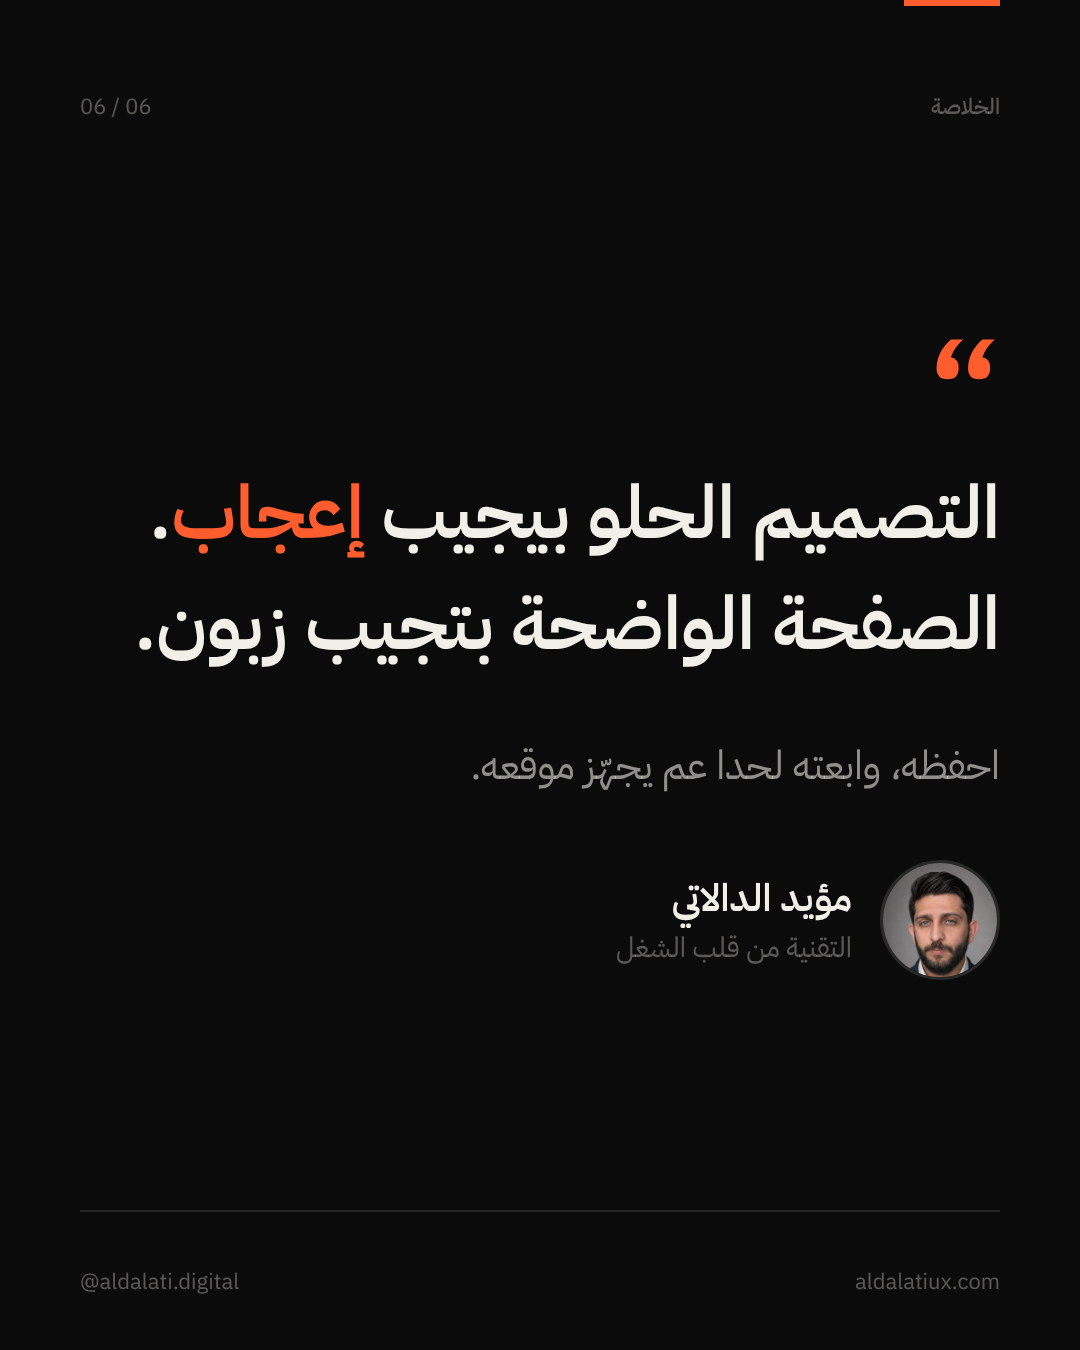 الخلاصة
06 / 06
“
التصميم الحلو بيجيب إعجاب.
الصفحة الواضحة بتجيب زبون.
احفظه، وابعته لحدا عم يجهّز موقعه.
مؤيد الدالاتي
التقنية من قلب الشغل
aldalatiux.com
@aldalati.digital